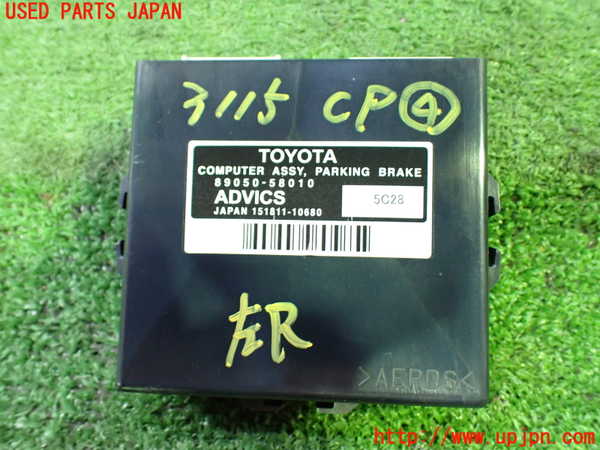 USED PARTS JAPAN
3115 CP④
TOYOTA
COMPUTER ASSY, PARKING BRAKE
89050-58010
ADVICS
5C28
JAPAN 151811-10680
左R
http://www.upjpn.com